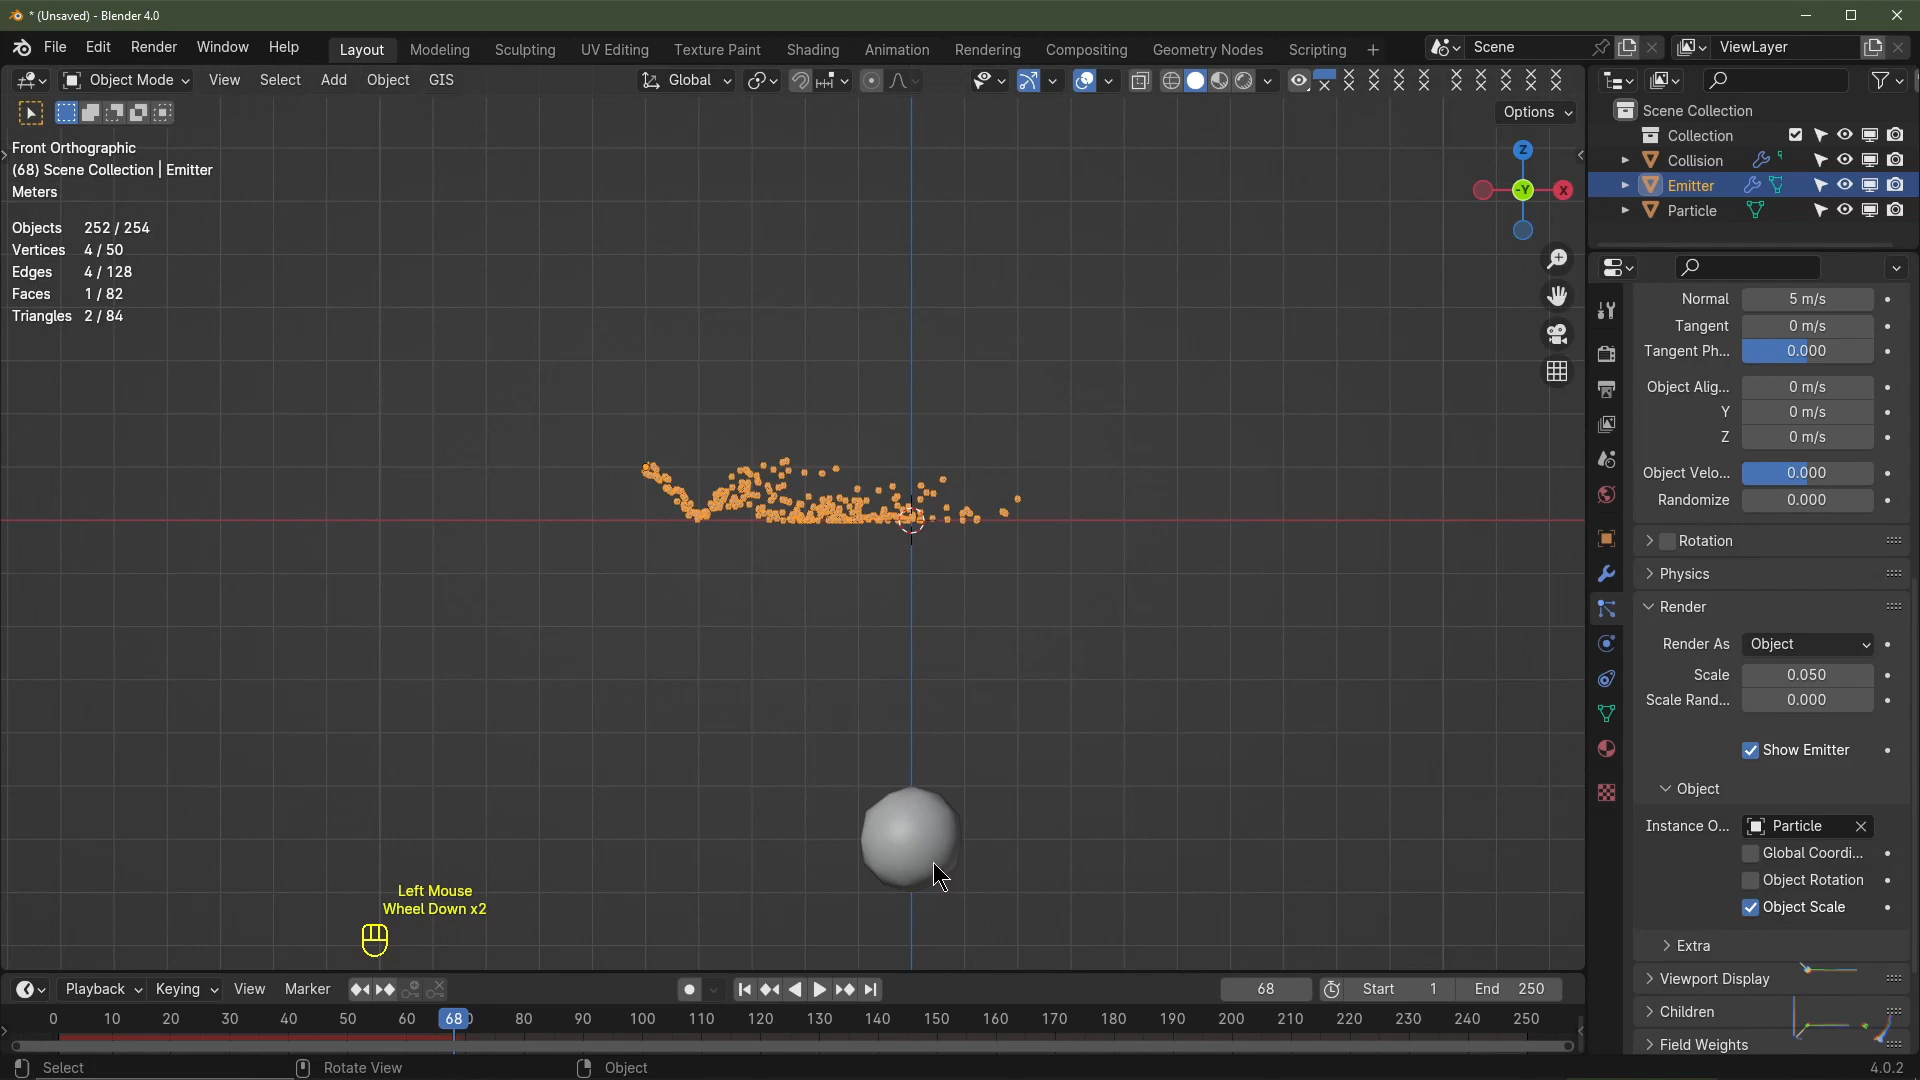 * (Unsaved) - Blender 4.0
File Edit Render Window Help
Layout Modeling Sculpting UV Editing Texture Paint Shading Animation Rendering Compositing Geometry Nodes Scripting +
Scene
ViewLayer
Object Mode View Select Add Object GIS
Global
Options
Front Orthographic
(68) Scene Collection | Emitter
Meters
Objects 252 / 254
Vertices 4 / 50
Edges 4 / 128
Faces 1 / 82
Triangles 2 / 84
Z
-Y
X
Left Mouse
Wheel Down x2
Scene Collection
Collection
Collision
Emitter
Particle
Normal 5 m/s
Tangent 0 m/s
Tangent Ph... 0.000
Object Alig... 0 m/s
Y 0 m/s
Z 0 m/s
Object Velo... 0.000
Randomize 0.000
Rotation
Physics
Render
Render As Object
Scale 0.050
Scale Rand... 0.000
Show Emitter
Object
Instance O... Particle
Global Coordi...
Object Rotation
Object Scale
Extra
Viewport Display
Children
Field Weights
Playback Keying View Marker
68 Start 1 End 250
0 10 20 30 40 50 60 68 80 90 100 110 120 130 140 150 160 170 180 190 200 210 220 230 240 250
Select Rotate View Object
4.0.2